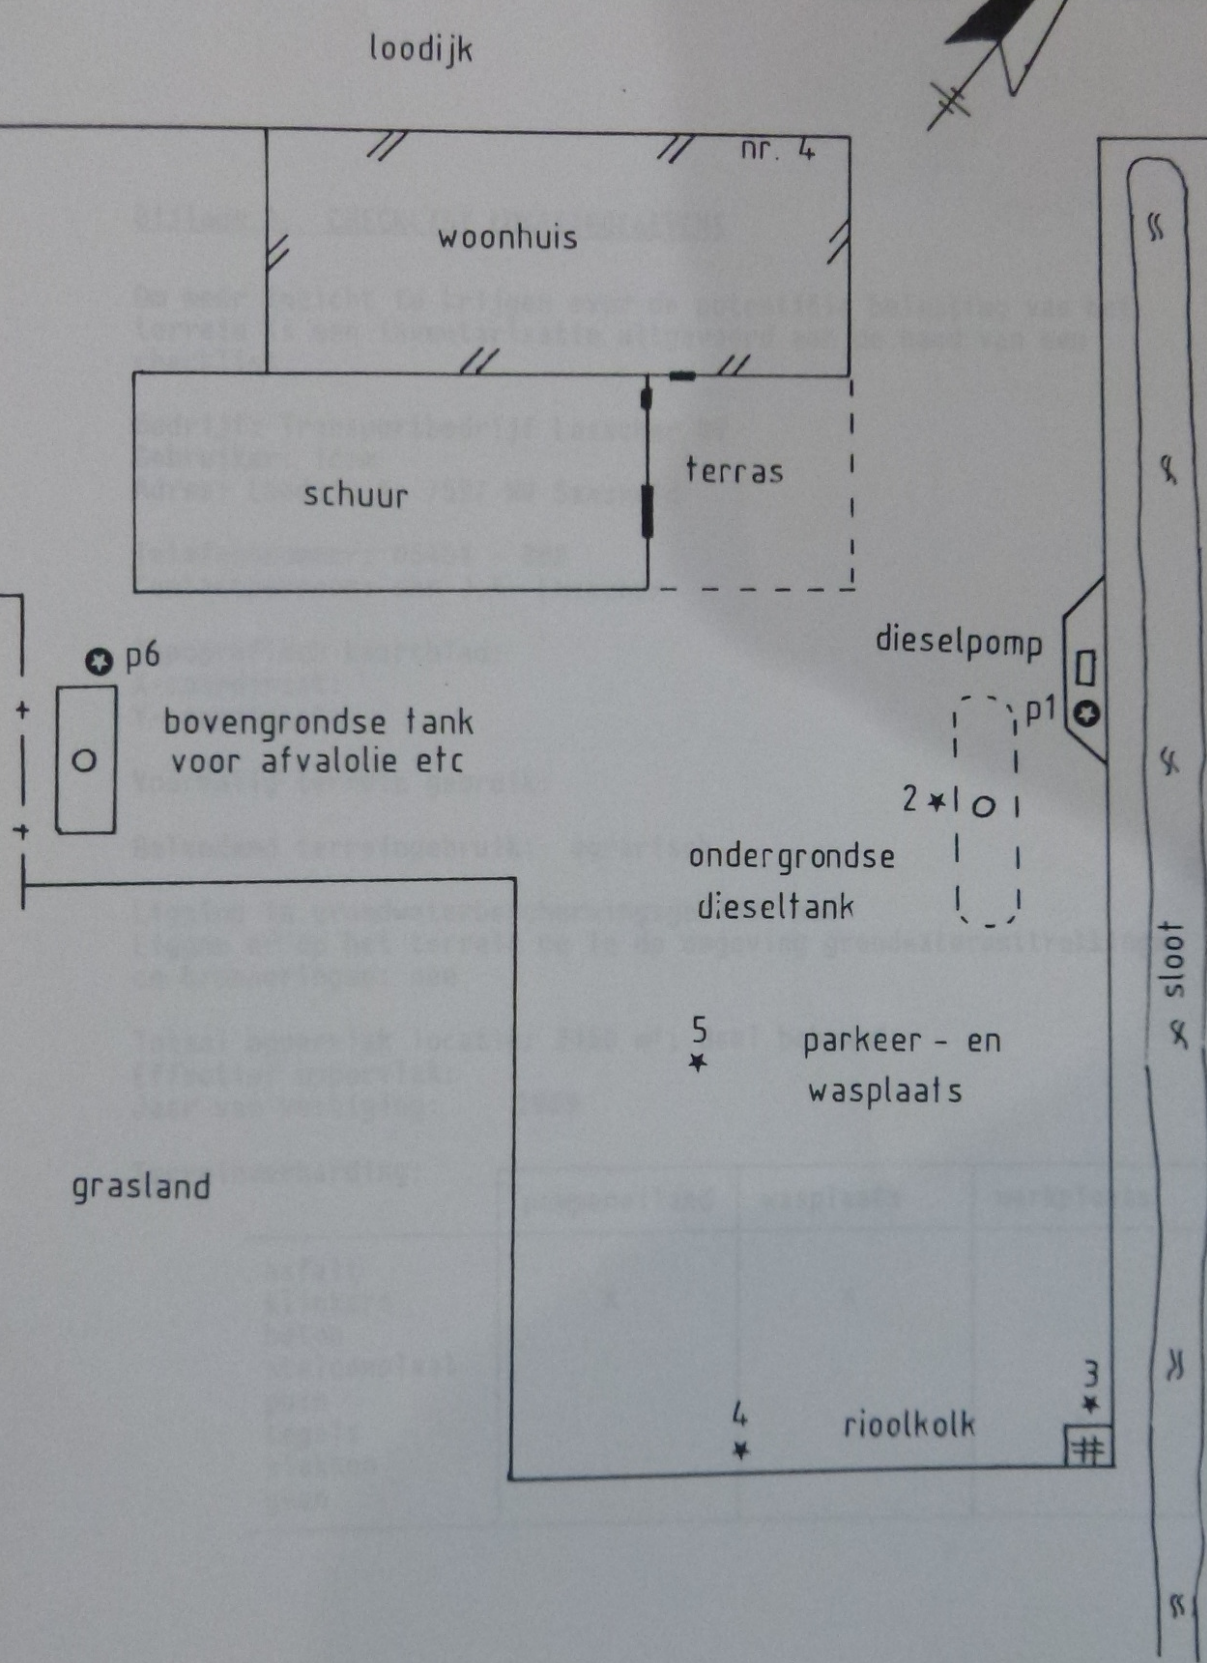 loodijk
nr. 4
woonhuis
terras
schuur
dieselpomp
p6
p1
bovengrondse tank
voor afvalolie etc
2
ondergrondse
dieseltank
sloot
5
parkeer - en
wasplaats
grasland
3
4
rioolkolk